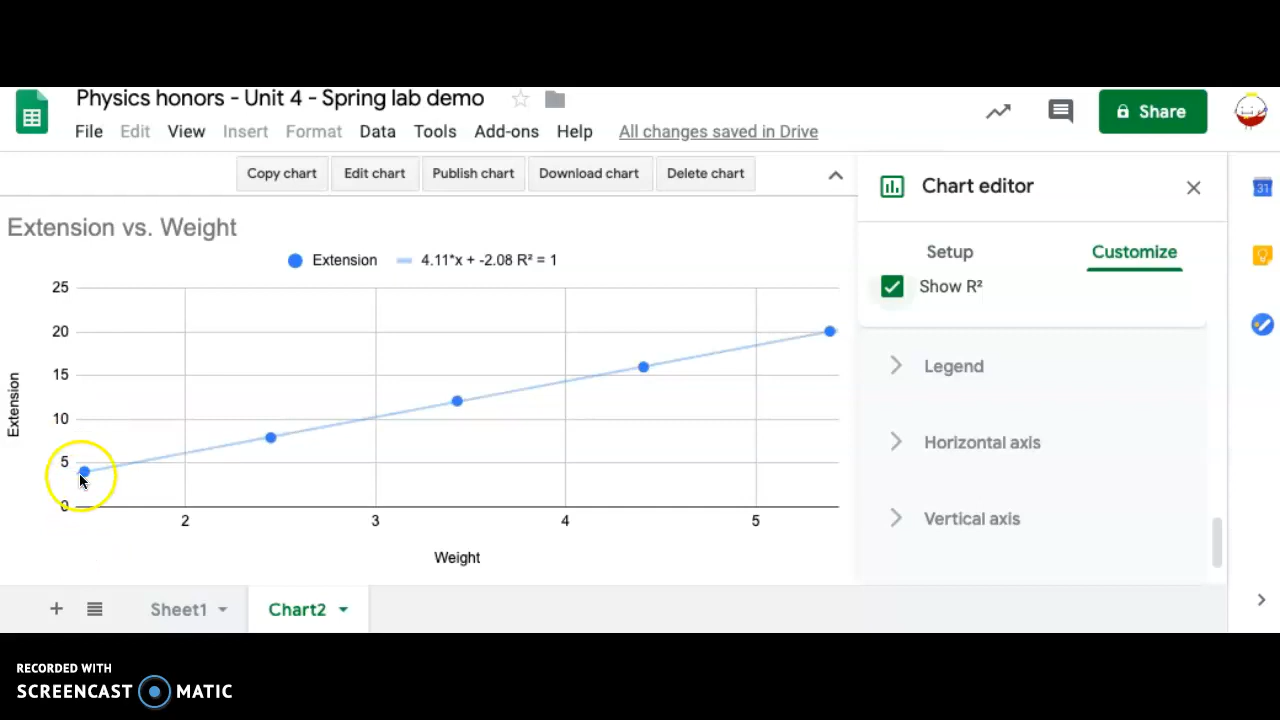 Physics honors - Unit 4 - Spring lab demo
File Edit View Insert Format Data Tools Add-ons Help All changes saved in Drive
Share
Copy chart Edit chart Publish chart Download chart Delete chart
Chart editor
31
Setup Customize
Show R²
Legend
Horizontal axis
Vertical axis
Extension vs. Weight
Extension 4.11*x + -2.08 R² = 1
25
20
15
10
5
0
Extension
2 3 4 5
Weight
Sheet1 Chart2
RECORDED WITH
SCREENCAST MATIC